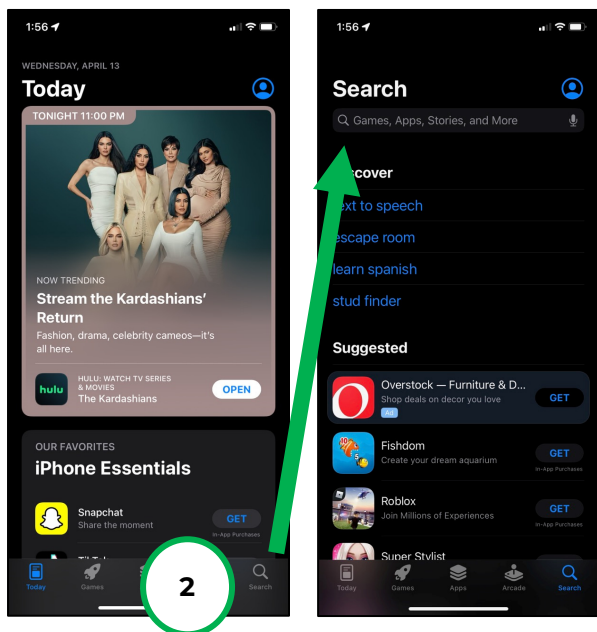 1:56
WEDNESDAY, APRIL 13
Today
TONIGHT 11:00 PM
NOW TRENDING
Stream the Kardashians'
Return
Fashion, drama, celebrity cameos—it's
all here.
hulu
HULU: WATCH TV SERIES
& MOVIES
The Kardashians
OPEN
OUR FAVORITES
iPhone Essentials
Snapchat
Share the moment
GET
In-App Purchases
Today
Games
Search
2
1:56
Search
Games, Apps, Stories, and More
scover
ext to speech
escape room
learn spanish
stud finder
Suggested
Overstock — Furniture & D...
Shop deals on decor you love
Ad
GET
Fishdom
Create your dream aquarium
GET
In-App Purchases
Roblox
Join Millions of Experiences
GET
In-App Purchases
Super Stylist
Today
Games
Apps
Arcade
Search